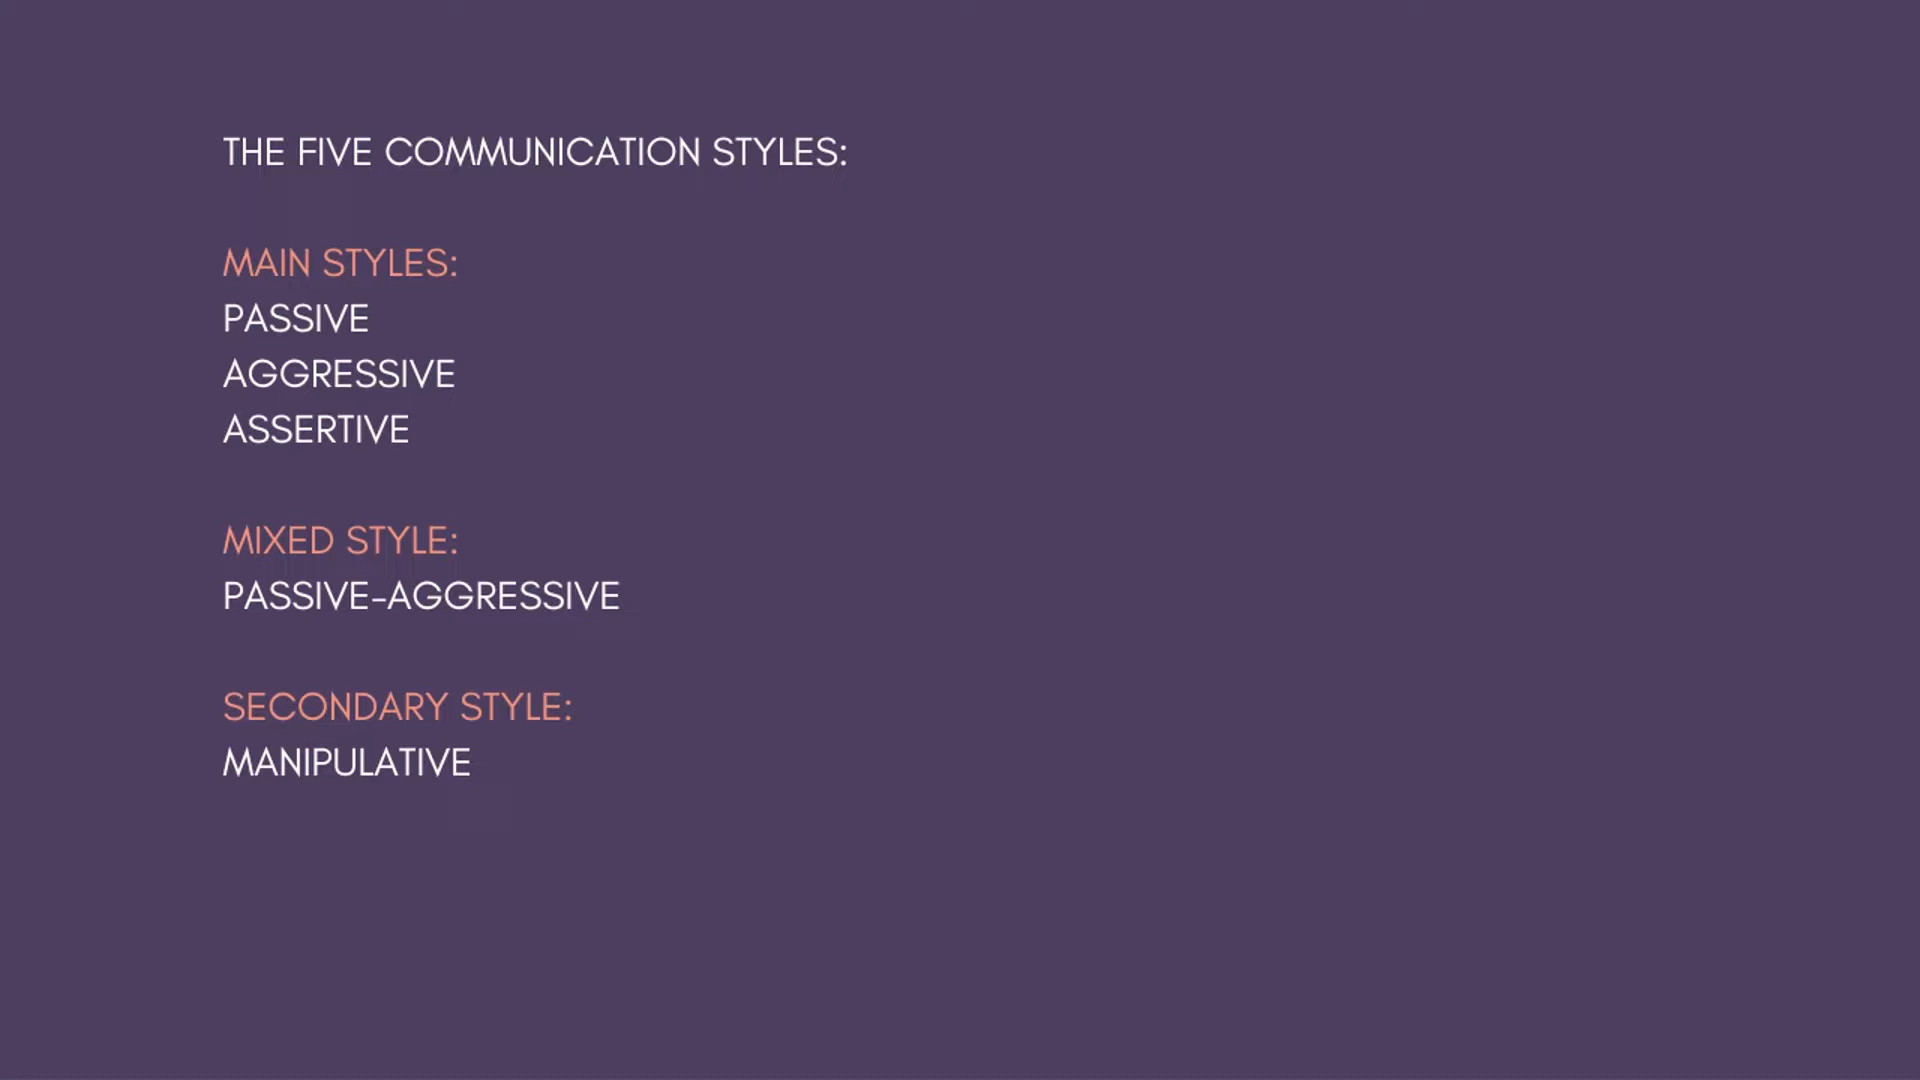 THE FIVE COMMUNICATION STYLES:
MAIN STYLES:
PASSIVE
AGGRESSIVE
ASSERTIVE
MIXED STYLE:
PASSIVE-AGGRESSIVE
SECONDARY STYLE:
MANIPULATIVE